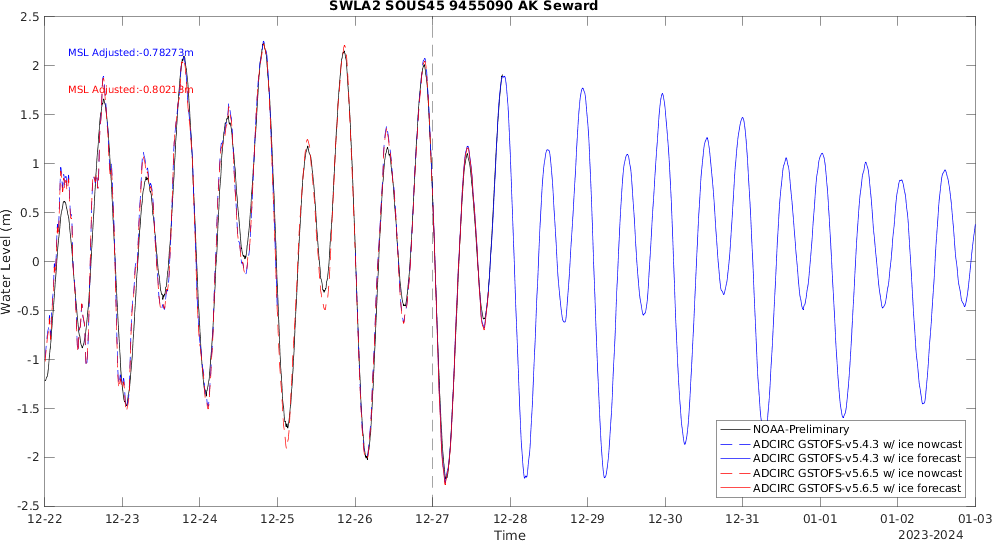 SWLA2 SOUS45 9455090 AK Seward
MSL Adjusted:-0.78273m
MSL Adjusted:-0.80213m
2.5
2
1.5
1
0.5
0
-0.5
-1
-1.5
-2
-2.5
Water Level (m)
NOAA-Preliminary
ADCIRC GSTOFS-v5.4.3 w/ ice nowcast
ADCIRC GSTOFS-v5.4.3 w/ ice forecast
ADCIRC GSTOFS-v5.6.5 w/ ice nowcast
ADCIRC GSTOFS-v5.6.5 w/ ice forecast
12-22 12-23 12-24 12-25 12-26 12-27 12-28 12-29 12-30 12-31 01-01 01-02 01-03
Time
2023-2024